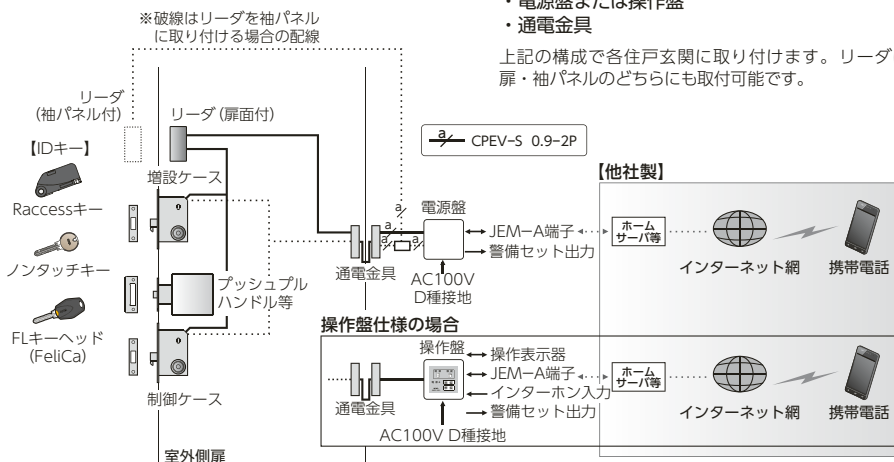 ・電源盤または操作盤
・通電金具
上記の構成で各住戸玄関に取り付けます。リーダ
扉・袖パネルのどちらにも取付可能です。
※破線はリーダを袖パネル
に取り付ける場合の配線
リーダ
(袖パネル付)
リーダ(扉面付)
【IDキー】
Raccessキー
ノンタッチキー
FLキーヘッド
(FeliCa)
増設ケース
プッシュプル
ハンドル等
制御ケース
室外側扉
a CPEV-S 0.9-2P
a
a
a
a
通電金具
電源盤
AC100V
D種接地
JEM-A端子
警備セット出力
【他社製】
ホーム
サーバ等
インターネット網
携帯電話
操作盤仕様の場合
通電金具
操作盤
操作表示器
JEM-A端子
インターホン入力
警備セット出力
AC100V D種接地
ホーム
サーバ等
インターネット網
携帯電話